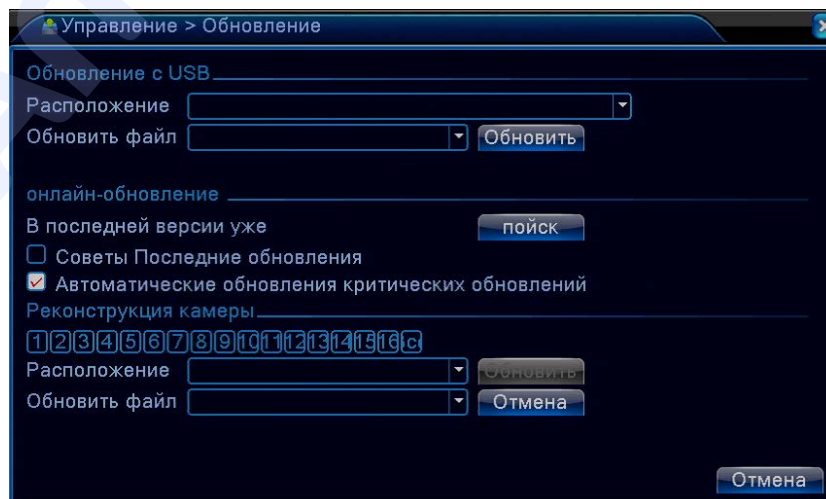 Управление > Обновление
Обновление с USB
Расположение
Обновить файл Обновить
онлайн-обновление
В последней версии уже поиск
Советы Последние обновления
Автоматические обновления критических обновлений
Реконструкция камеры
1 2 3 4 5 6 7 8 9 10 11 12 13 14 15 16
Расположение Обновить
Обновить файл Отмена
Отмена